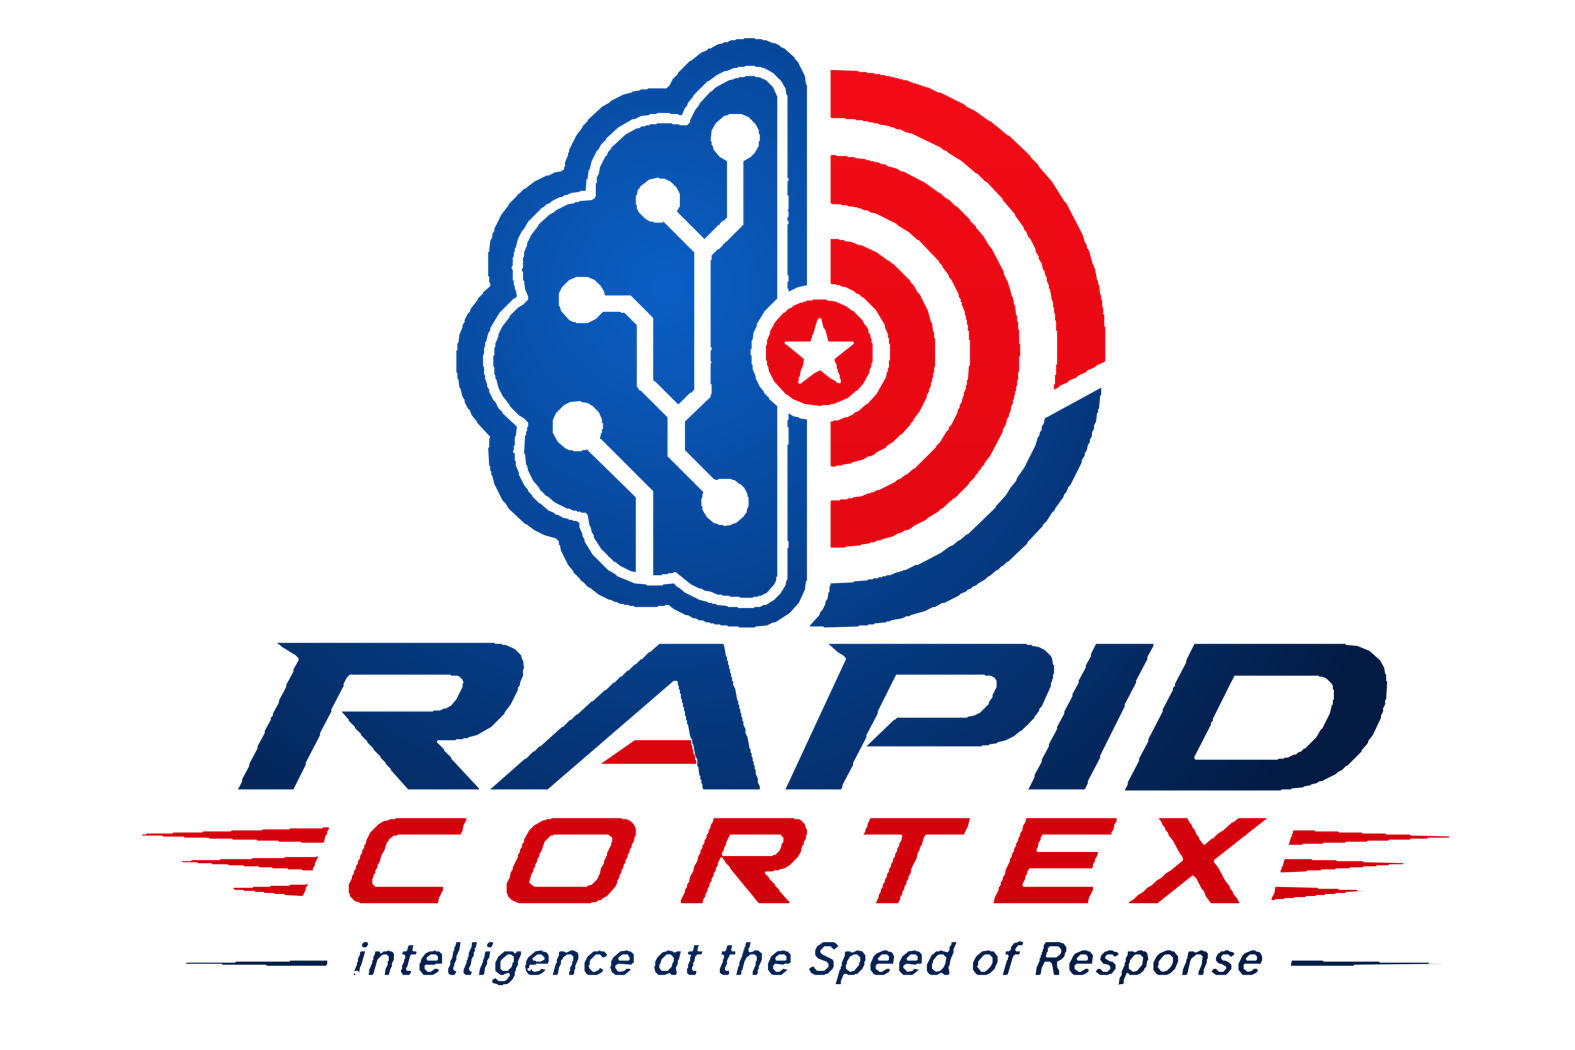 RAPID
CORTEX
intelligence at the Speed of Response